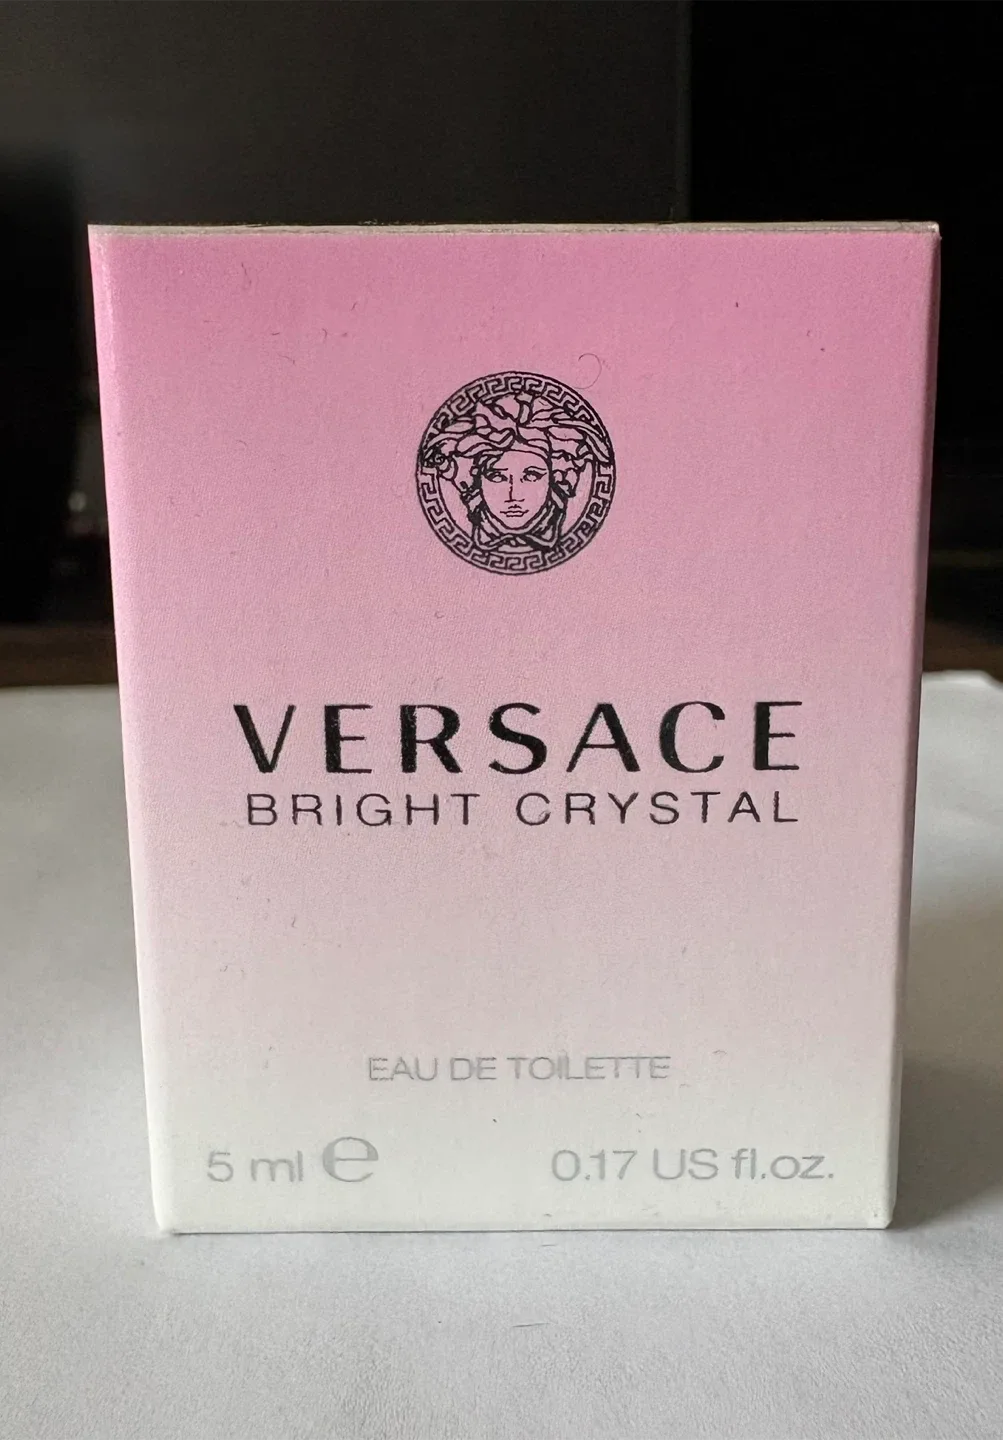 VERSACE
BRIGHT CRYSTAL
EAU DE TOILETTE
5 ml ℮ 0.17 US fl.oz.